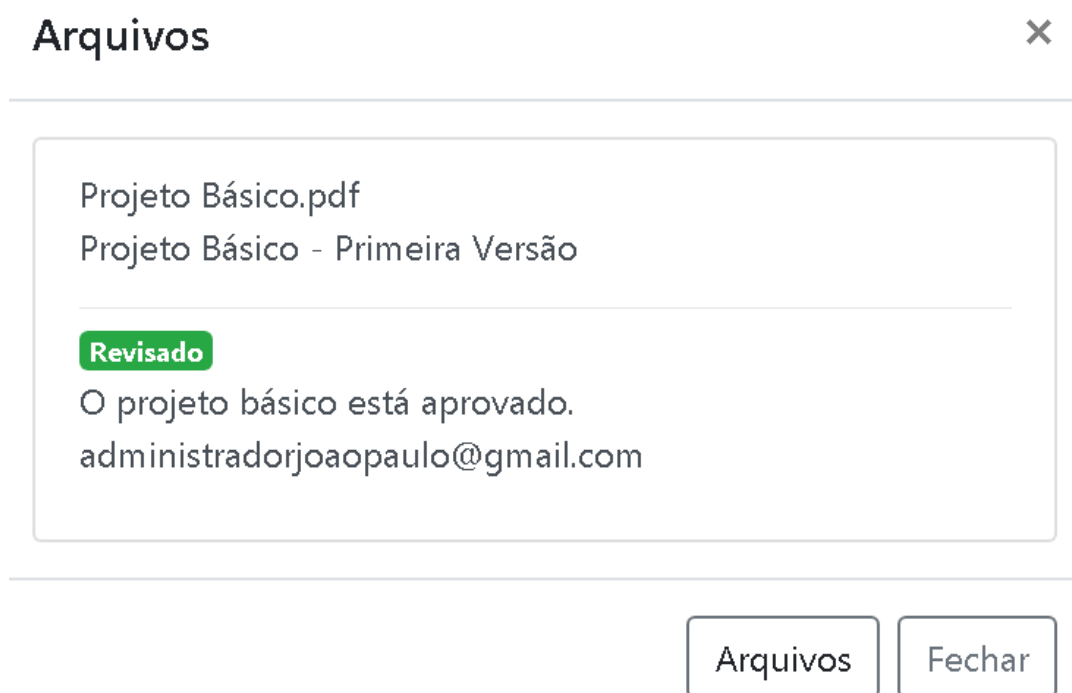 Arquivos
×
Projeto Básico.pdf
Projeto Básico - Primeira Versão
Revisado
O projeto básico está aprovado.
administradorjoaopaulo@gmail.com
Arquivos
Fechar